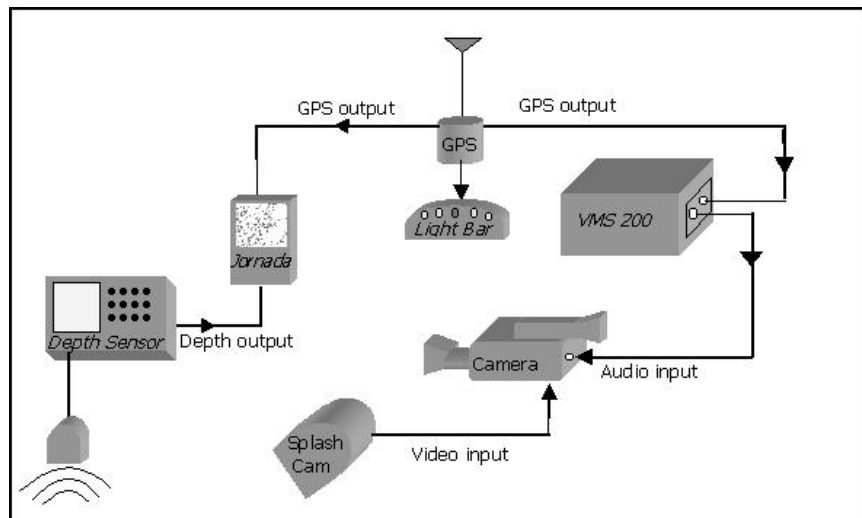 GPS output
GPS output
GPS
Light Bar
VMS 200
Jornada
Depth Sensor
Depth output
Camera
Audio input
Splash
Cam
Video input